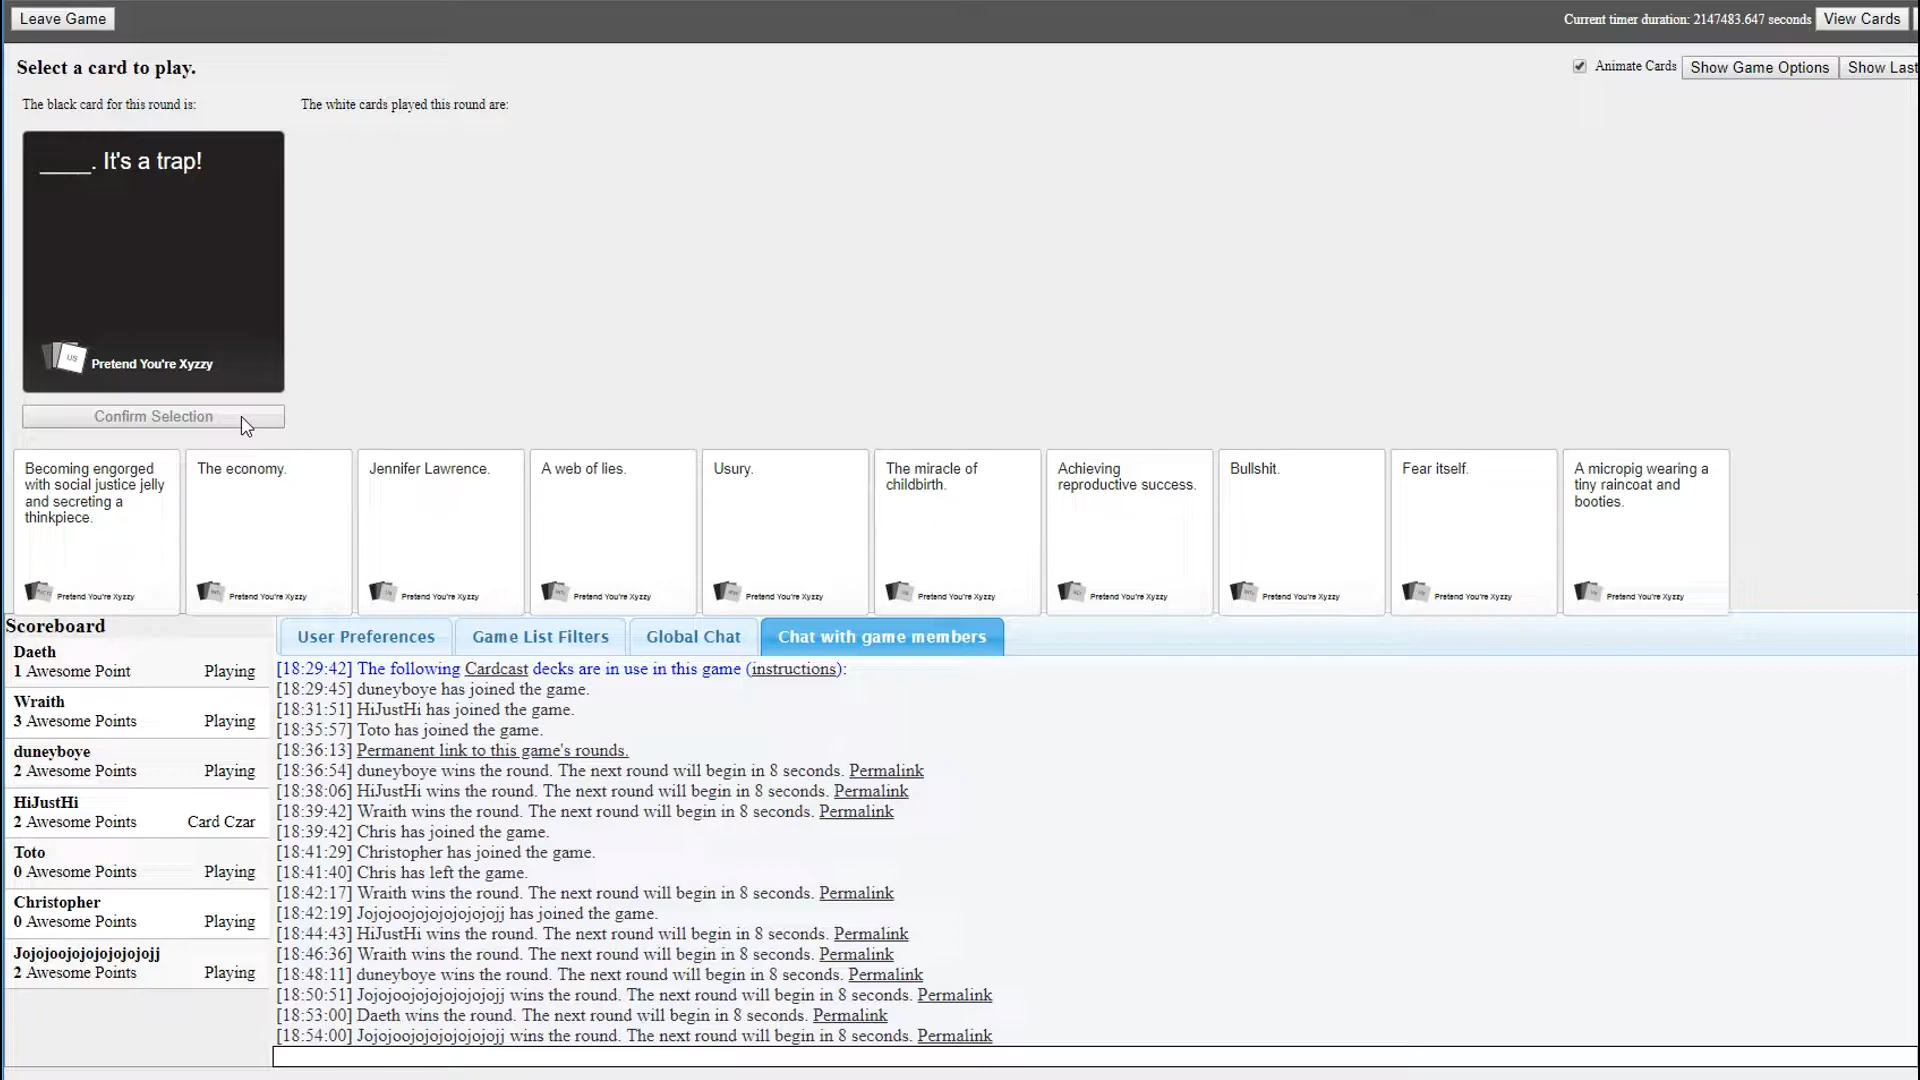 Leave Game
Current timer duration: 2147483.647 seconds
View Cards
Select a card to play.
Animate Cards
Show Game Options
Show Last
The black card for this round is:
The white cards played this round are:
____. It's a trap!
US
Pretend You're Xyzzy
Confirm Selection
Becoming engorged
with social justice jelly
and secreting a
thinkpiece.
Pretend You're Xyzzy
The economy.
Pretend You're Xyzzy
Jennifer Lawrence.
Pretend You're Xyzzy
A web of lies.
Pretend You're Xyzzy
Usury.
Pretend You're Xyzzy
The miracle of
childbirth.
Pretend You're Xyzzy
Achieving
reproductive success.
Pretend You're Xyzzy
Bullshit.
Pretend You're Xyzzy
Fear itself.
Pretend You're Xyzzy
A micropig wearing a
tiny raincoat and
booties.
Pretend You're Xyzzy
Scoreboard
Daeth
1 Awesome Point Playing
Wraith
3 Awesome Points Playing
duneyboye
2 Awesome Points Playing
HiJustHi
2 Awesome Points Card Czar
Toto
0 Awesome Points Playing
Christopher
0 Awesome Points Playing
Jojojoojojojojojojojj
2 Awesome Points Playing
User Preferences
Game List Filters
Global Chat
Chat with game members
[18:29:42] The following Cardcast decks are in use in this game (instructions):
[18:29:45] duneyboye has joined the game.
[18:31:51] HiJustHi has joined the game.
[18:35:57] Toto has joined the game.
[18:36:13] Permanent link to this game's rounds.
[18:36:54] duneyboye wins the round. The next round will begin in 8 seconds. Permalink
[18:38:06] HiJustHi wins the round. The next round will begin in 8 seconds. Permalink
[18:39:42] Wraith wins the round. The next round will begin in 8 seconds. Permalink
[18:39:42] Chris has joined the game.
[18:41:29] Christopher has joined the game.
[18:41:40] Chris has left the game.
[18:42:17] Wraith wins the round. The next round will begin in 8 seconds. Permalink
[18:42:19] Jojojoojojojojojojojj has joined the game.
[18:44:43] HiJustHi wins the round. The next round will begin in 8 seconds. Permalink
[18:46:36] Wraith wins the round. The next round will begin in 8 seconds. Permalink
[18:48:11] duneyboye wins the round. The next round will begin in 8 seconds. Permalink
[18:50:51] Jojojoojojojojojojojj wins the round. The next round will begin in 8 seconds. Permalink
[18:53:00] Daeth wins the round. The next round will begin in 8 seconds. Permalink
[18:54:00] Jojojoojojojojojojojj wins the round. The next round will begin in 8 seconds. Permalink